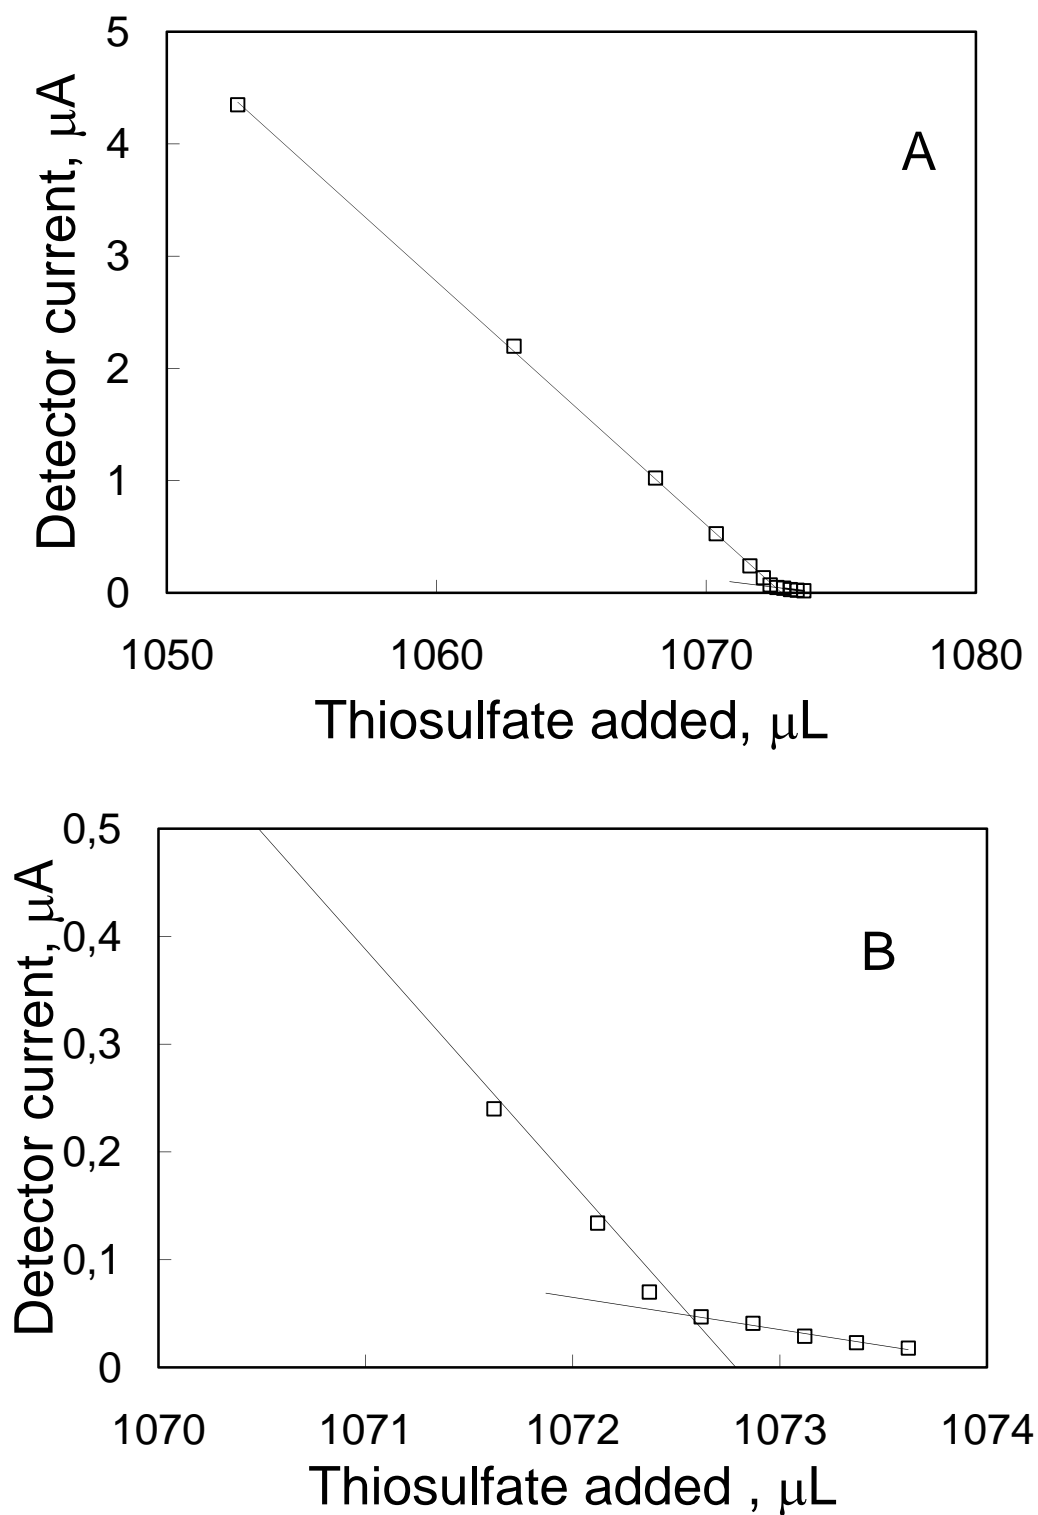 5
4
3
2
1
0
Detector current, μA
A
1050 1060 1070 1080
Thiosulfate added, μL
0,5
0,4
0,3
0,2
0,1
0
Detector current, μA
B
1070 1071 1072 1073 1074
Thiosulfate added , μL